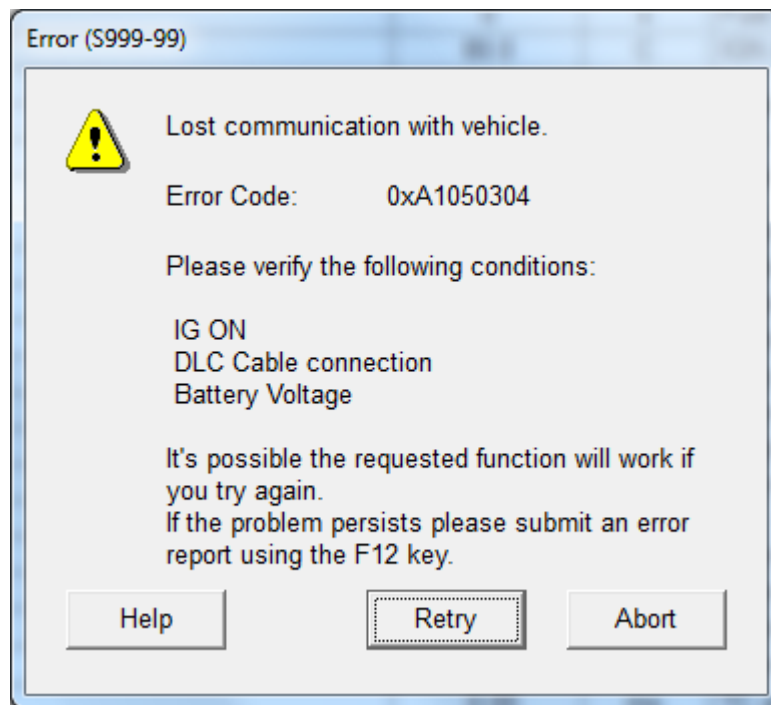 Error (S999-99)
Lost communication with vehicle.
Error Code: 0xA1050304
Please verify the following conditions:
IG ON
DLC Cable connection
Battery Voltage
It's possible the requested function will work if
you try again.
If the problem persists please submit an error
report using the F12 key.
Help Retry Abort